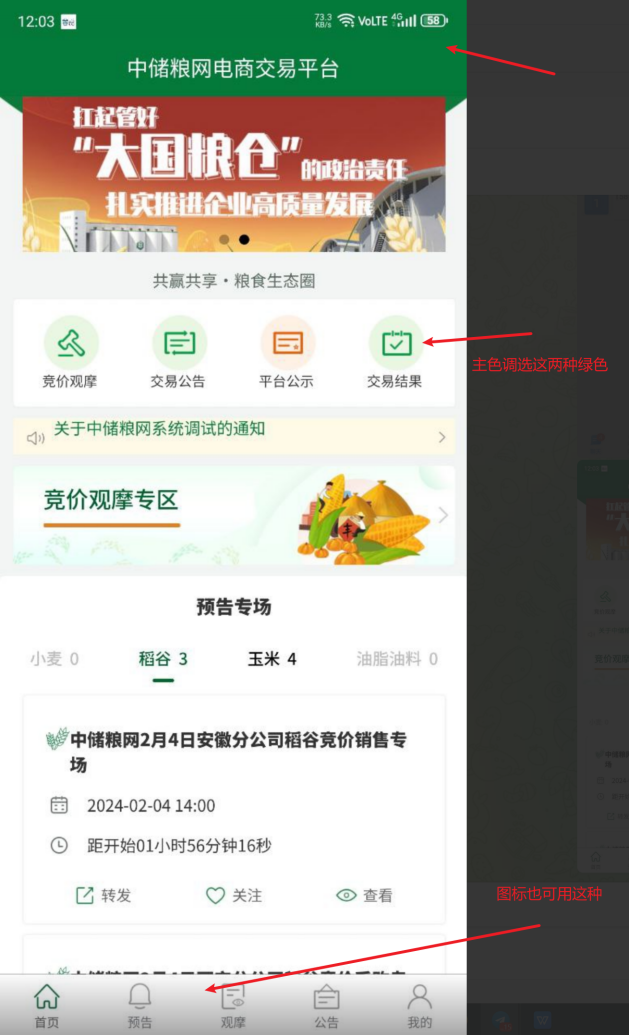 12:03
73.3 KB/s VoLTE 4G 58
中储粮网电商交易平台
扛起管好
“大国粮仓”的政治责任
扎实推进企业高质量发展
共赢共享·粮食生态圈
竞价观摩 交易公告 平台公示 交易结果
主色调选这两种绿色
关于中储粮网系统调试的通知
竞价观摩专区
预告专场
小麦 0 稻谷 3 玉米 4 油脂油料 0
中储粮网2月4日安徽分公司稻谷竞价销售专
场
2024-02-04 14:00
距开始01小时56分钟16秒
转发 关注 查看
图标也可用这种
首页 预告 观摩 公告 我的